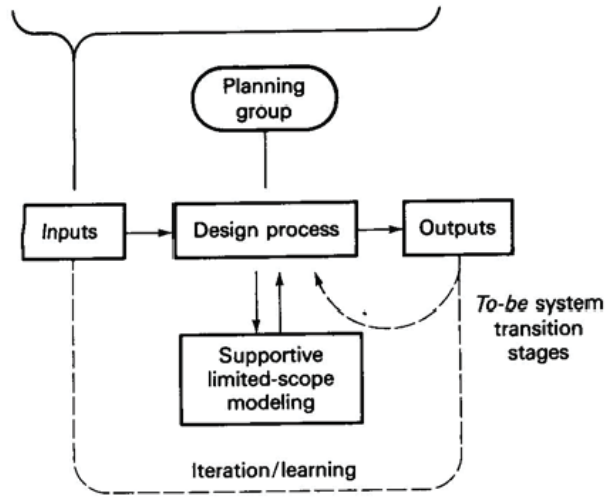 Planning
group
Inputs
Design process
Outputs
To-be system
transition
stages
Supportive
limited-scope
modeling
Iteration/learning